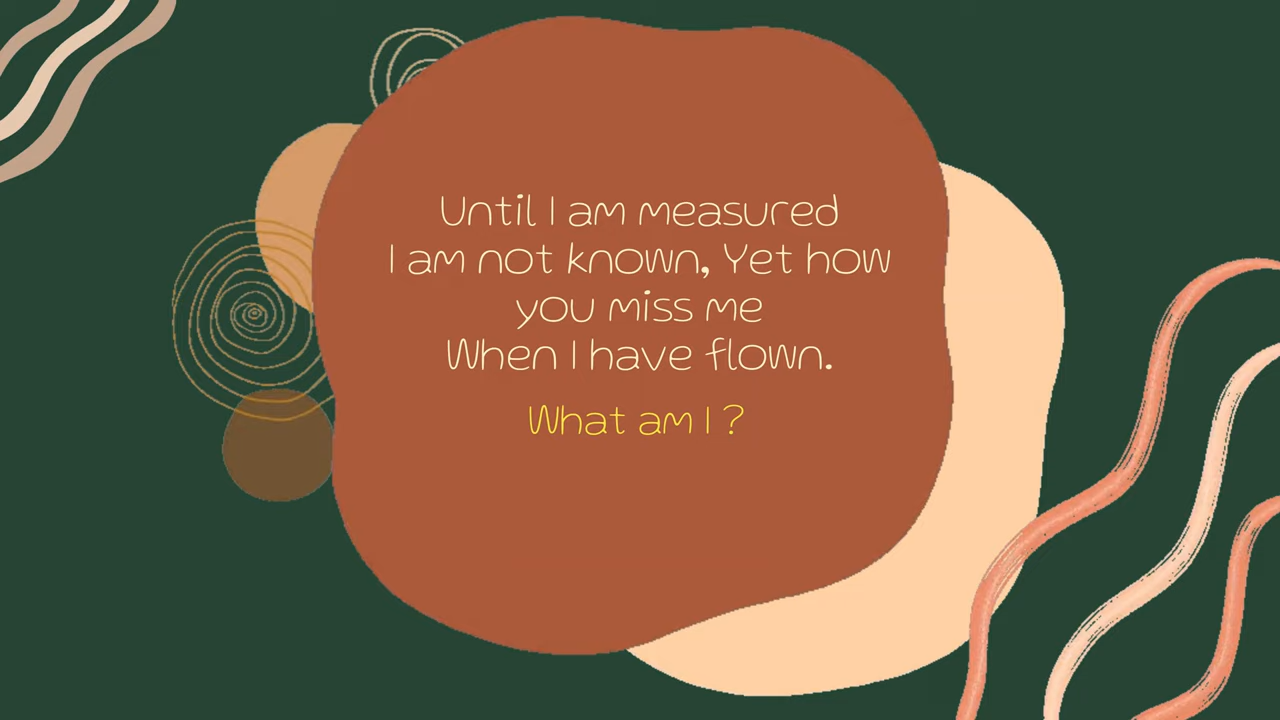 Until I am measured
I am not known, Yet how
you miss me
When I have flown.
What am I ?